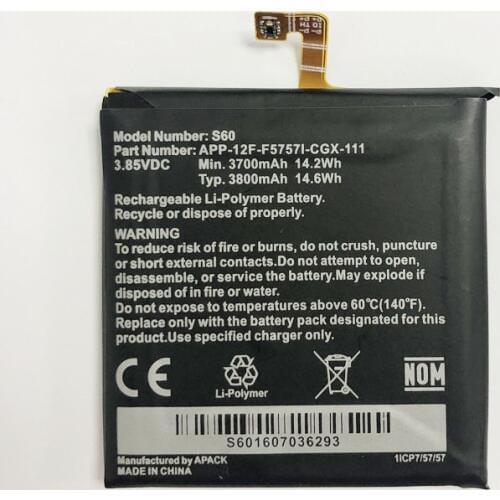 Model Number: S60
Part Number: APP-12F-F5757I-CGX-111
3.85VDC Min. 3700mAh 14.2Wh
Typ. 3800mAh 14.6Wh
Rechargeable Li-Polymer Battery.
Recycle or dispose of properly.
WARNING
To reduce risk of fire or burns, do not crush, puncture
or short external contacts.Do not attempt to open,
disassemble, or service the battery.May explode if
disposed of in fire or water.
Do not expose to temperatures above 60℃(140℉).
Replace only with the battery specified for this
product.Use specified charger only.
CE
NOM
Li-Polymer
S601607036293
Manufactured by APACK
MADE IN CHINA
1ICP7/57/57